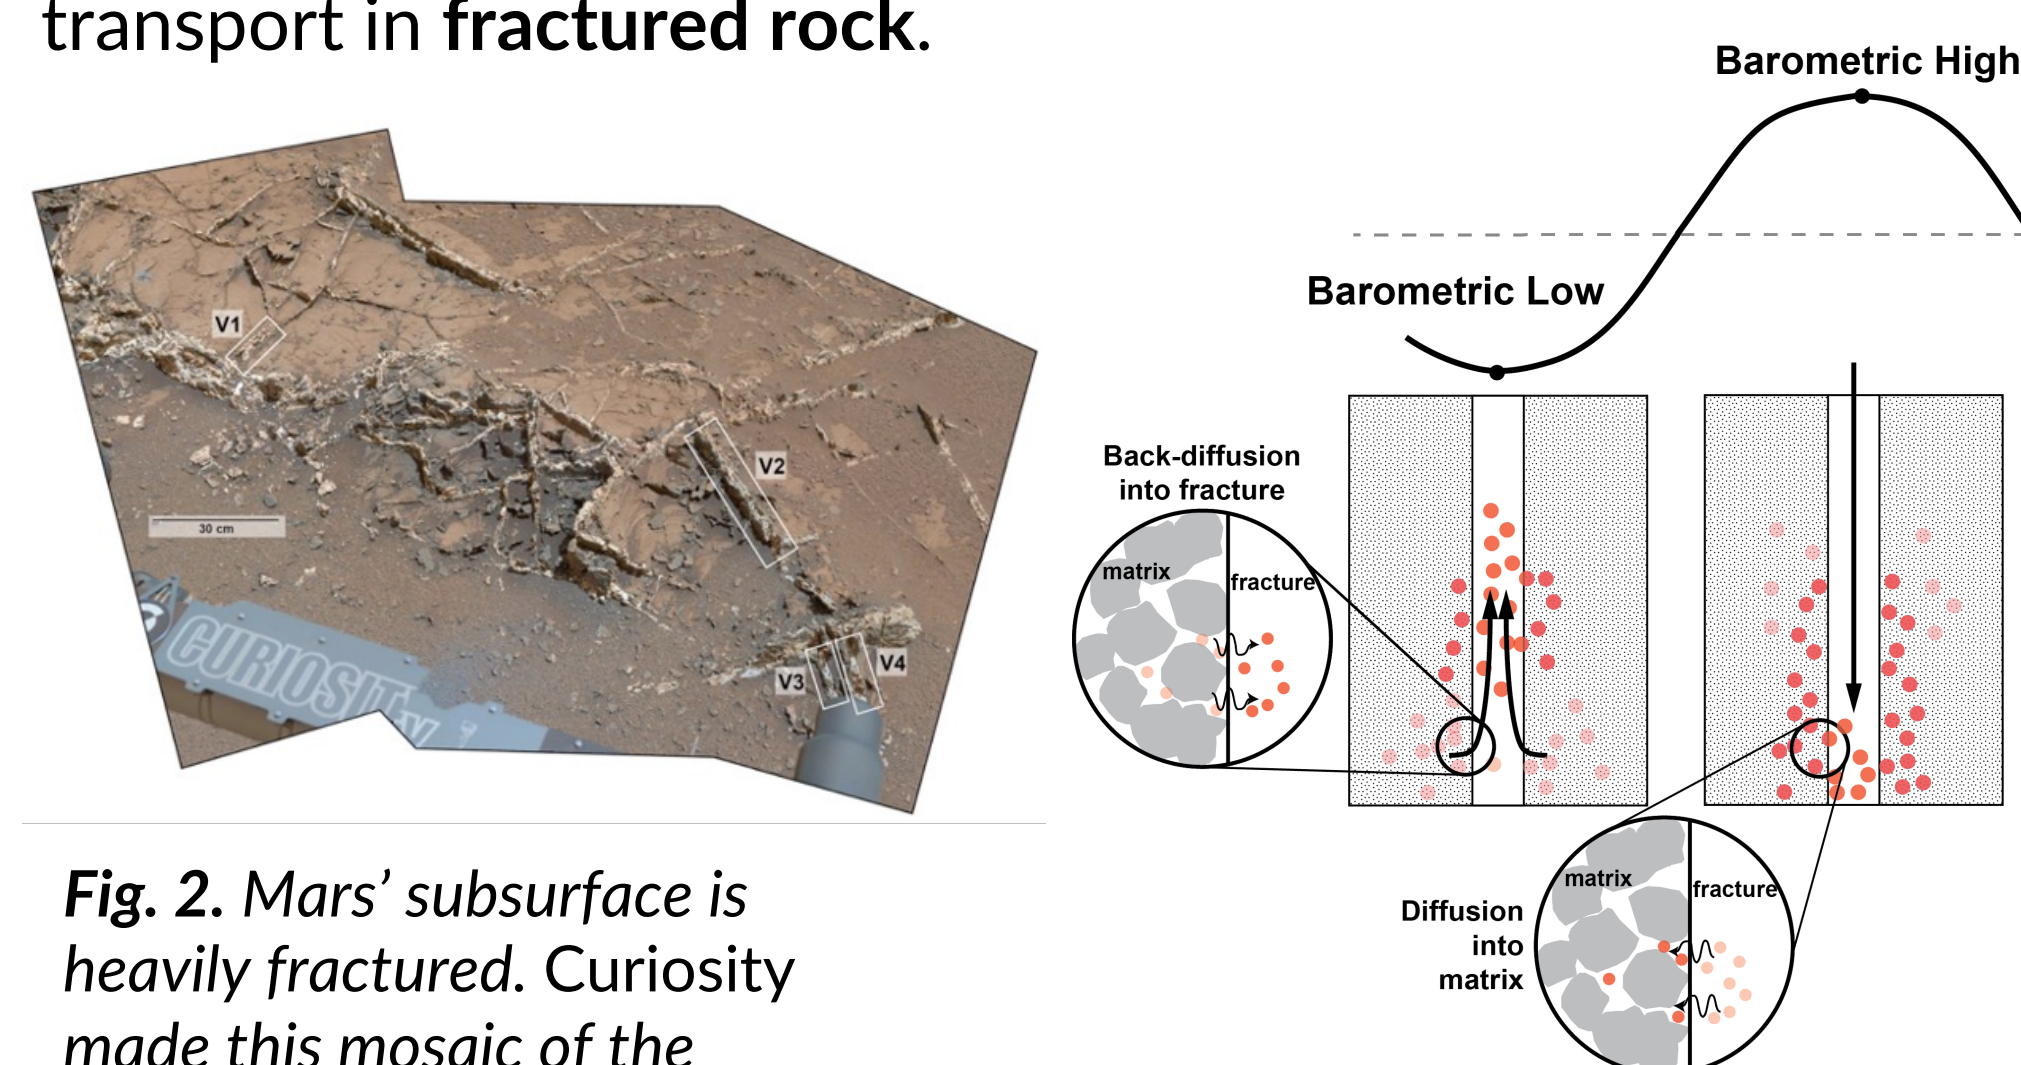 transport in fractured rock.
V1
V2
V3
V4
30 cm
CURIOSITY
Fig. 2. Mars’ subsurface is
heavily fractured. Curiosity
made this mosaic of the
Barometric High
Barometric Low
Back-diffusion
into fracture
matrix
fracture
Diffusion
into
matrix
matrix
fracture